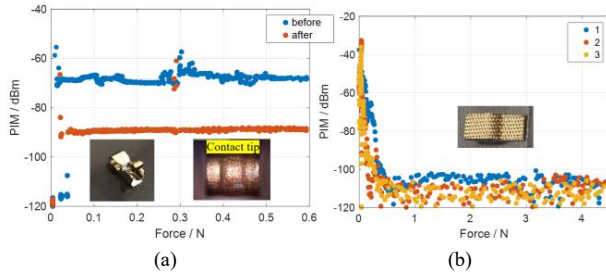 (a)
-40
before
after
-60
PIM / dBm
-80
-100
Contact tip
-120
0
0.1
0.2
0.3
0.4
0.5
0.6
Force / N
(a)
(b)
-20
1
2
3
-40
-60
PIM / dBm
-80
-100
-120
0
1
2
3
4
Force / N
(b)